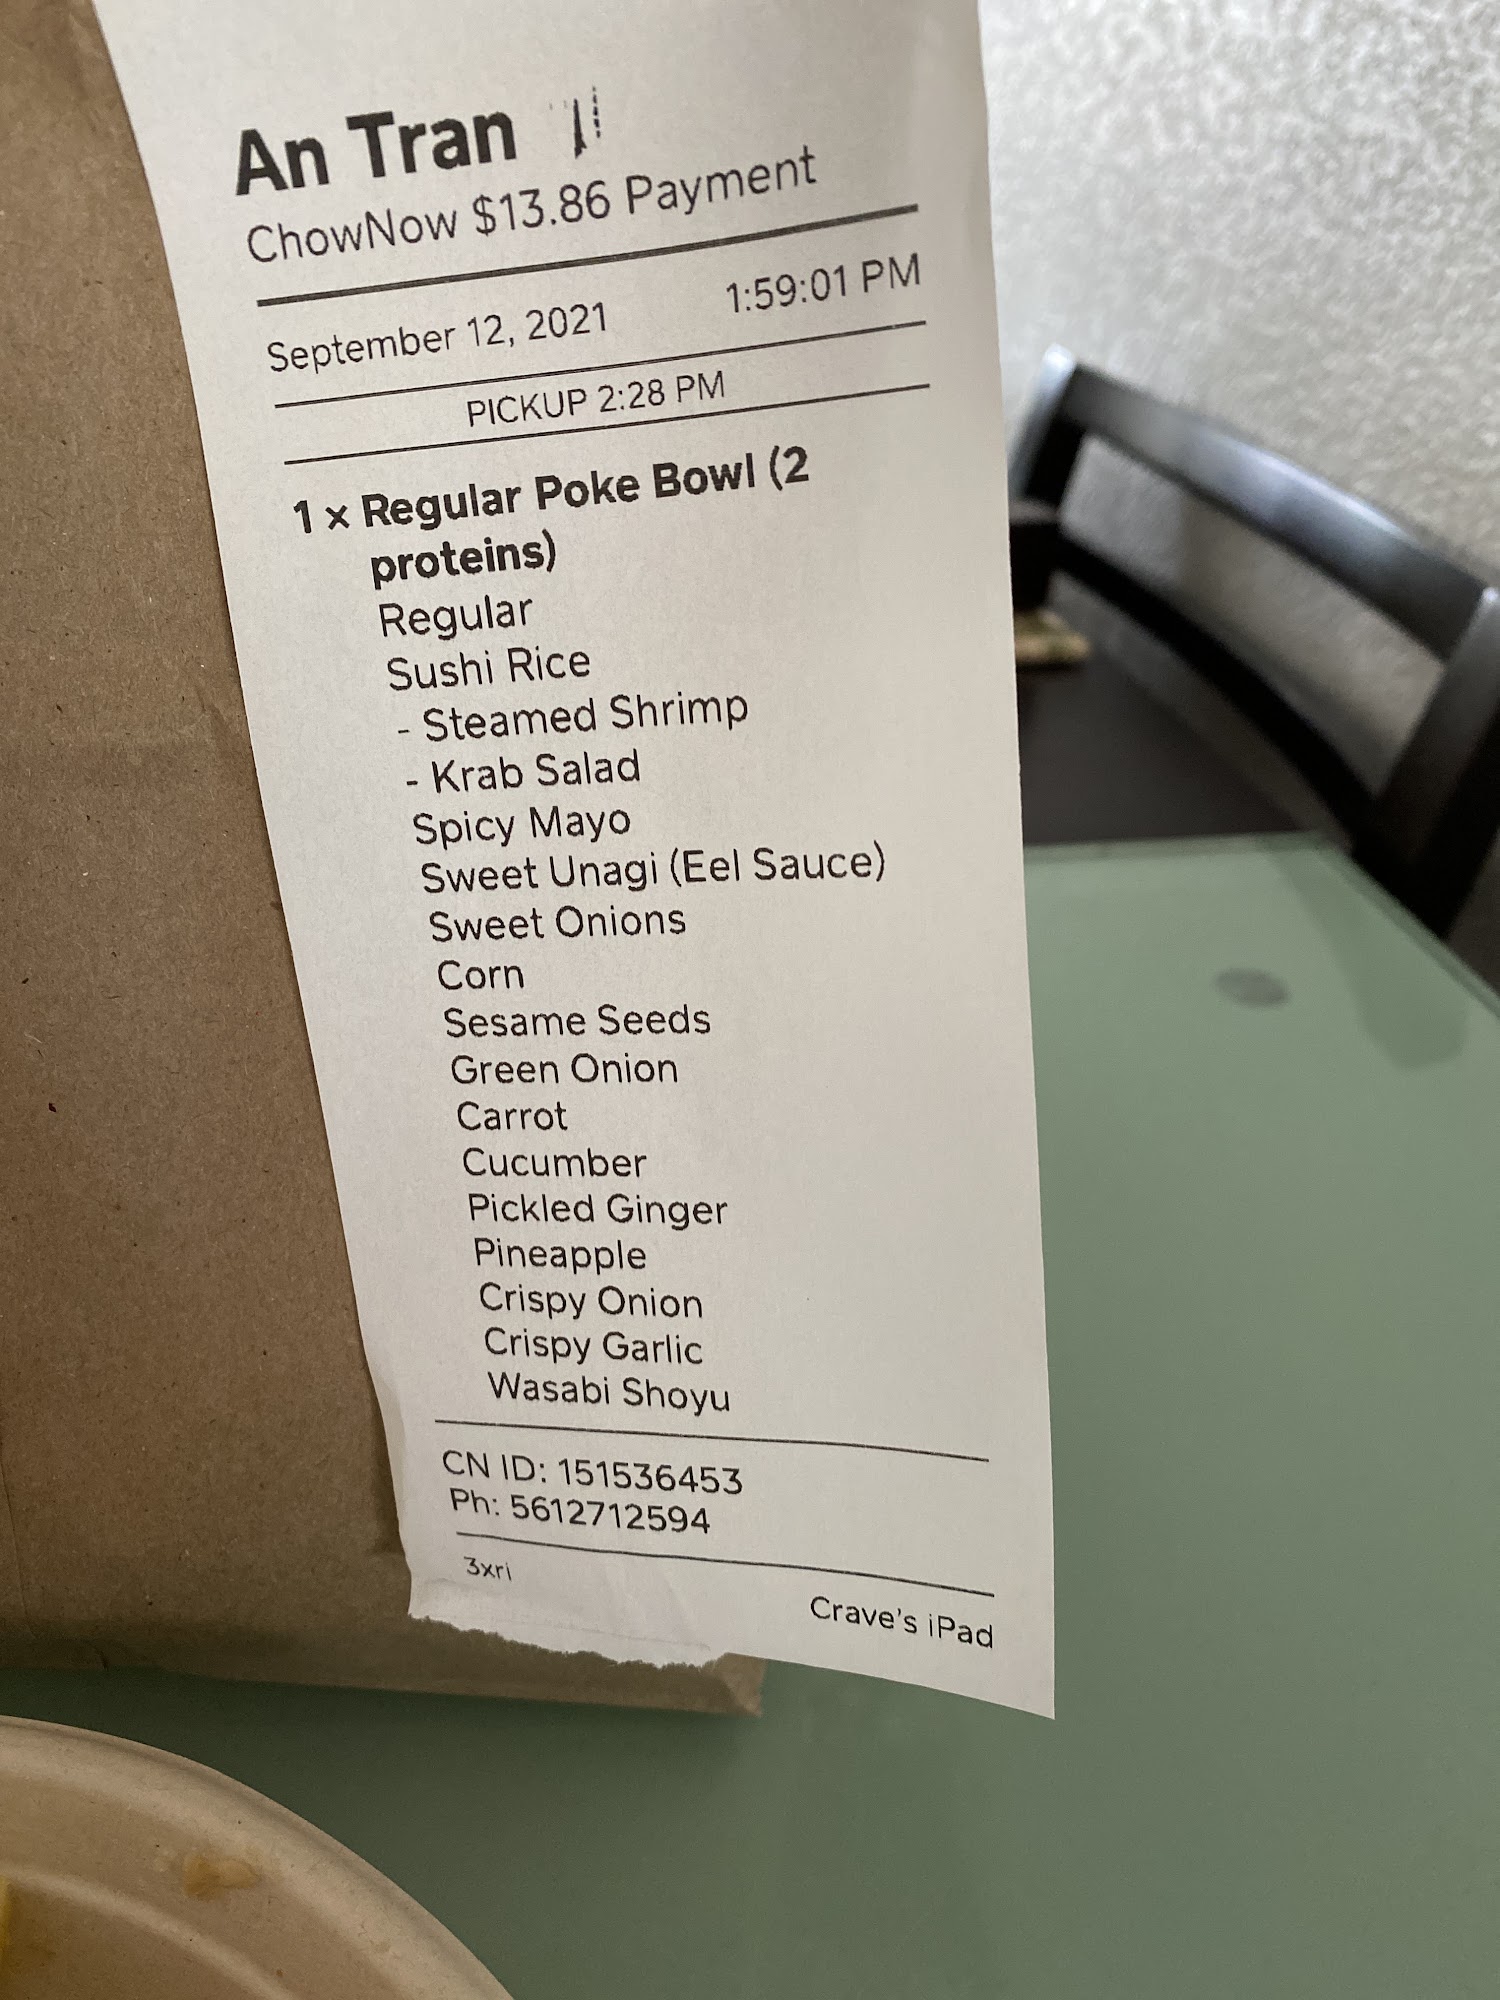 An Tran
ChowNow $13.86 Payment
September 12, 2021 1:59:01 PM
PICKUP 2:28 PM
1 x Regular Poke Bowl (2
proteins)
Regular
Sushi Rice
- Steamed Shrimp
- Krab Salad
Spicy Mayo
Sweet Unagi (Eel Sauce)
Sweet Onions
Corn
Sesame Seeds
Green Onion
Carrot
Cucumber
Pickled Ginger
Pineapple
Crispy Onion
Crispy Garlic
Wasabi Shoyu
CN ID: 151536453
Ph: 5612712594
3xri
Crave's iPad